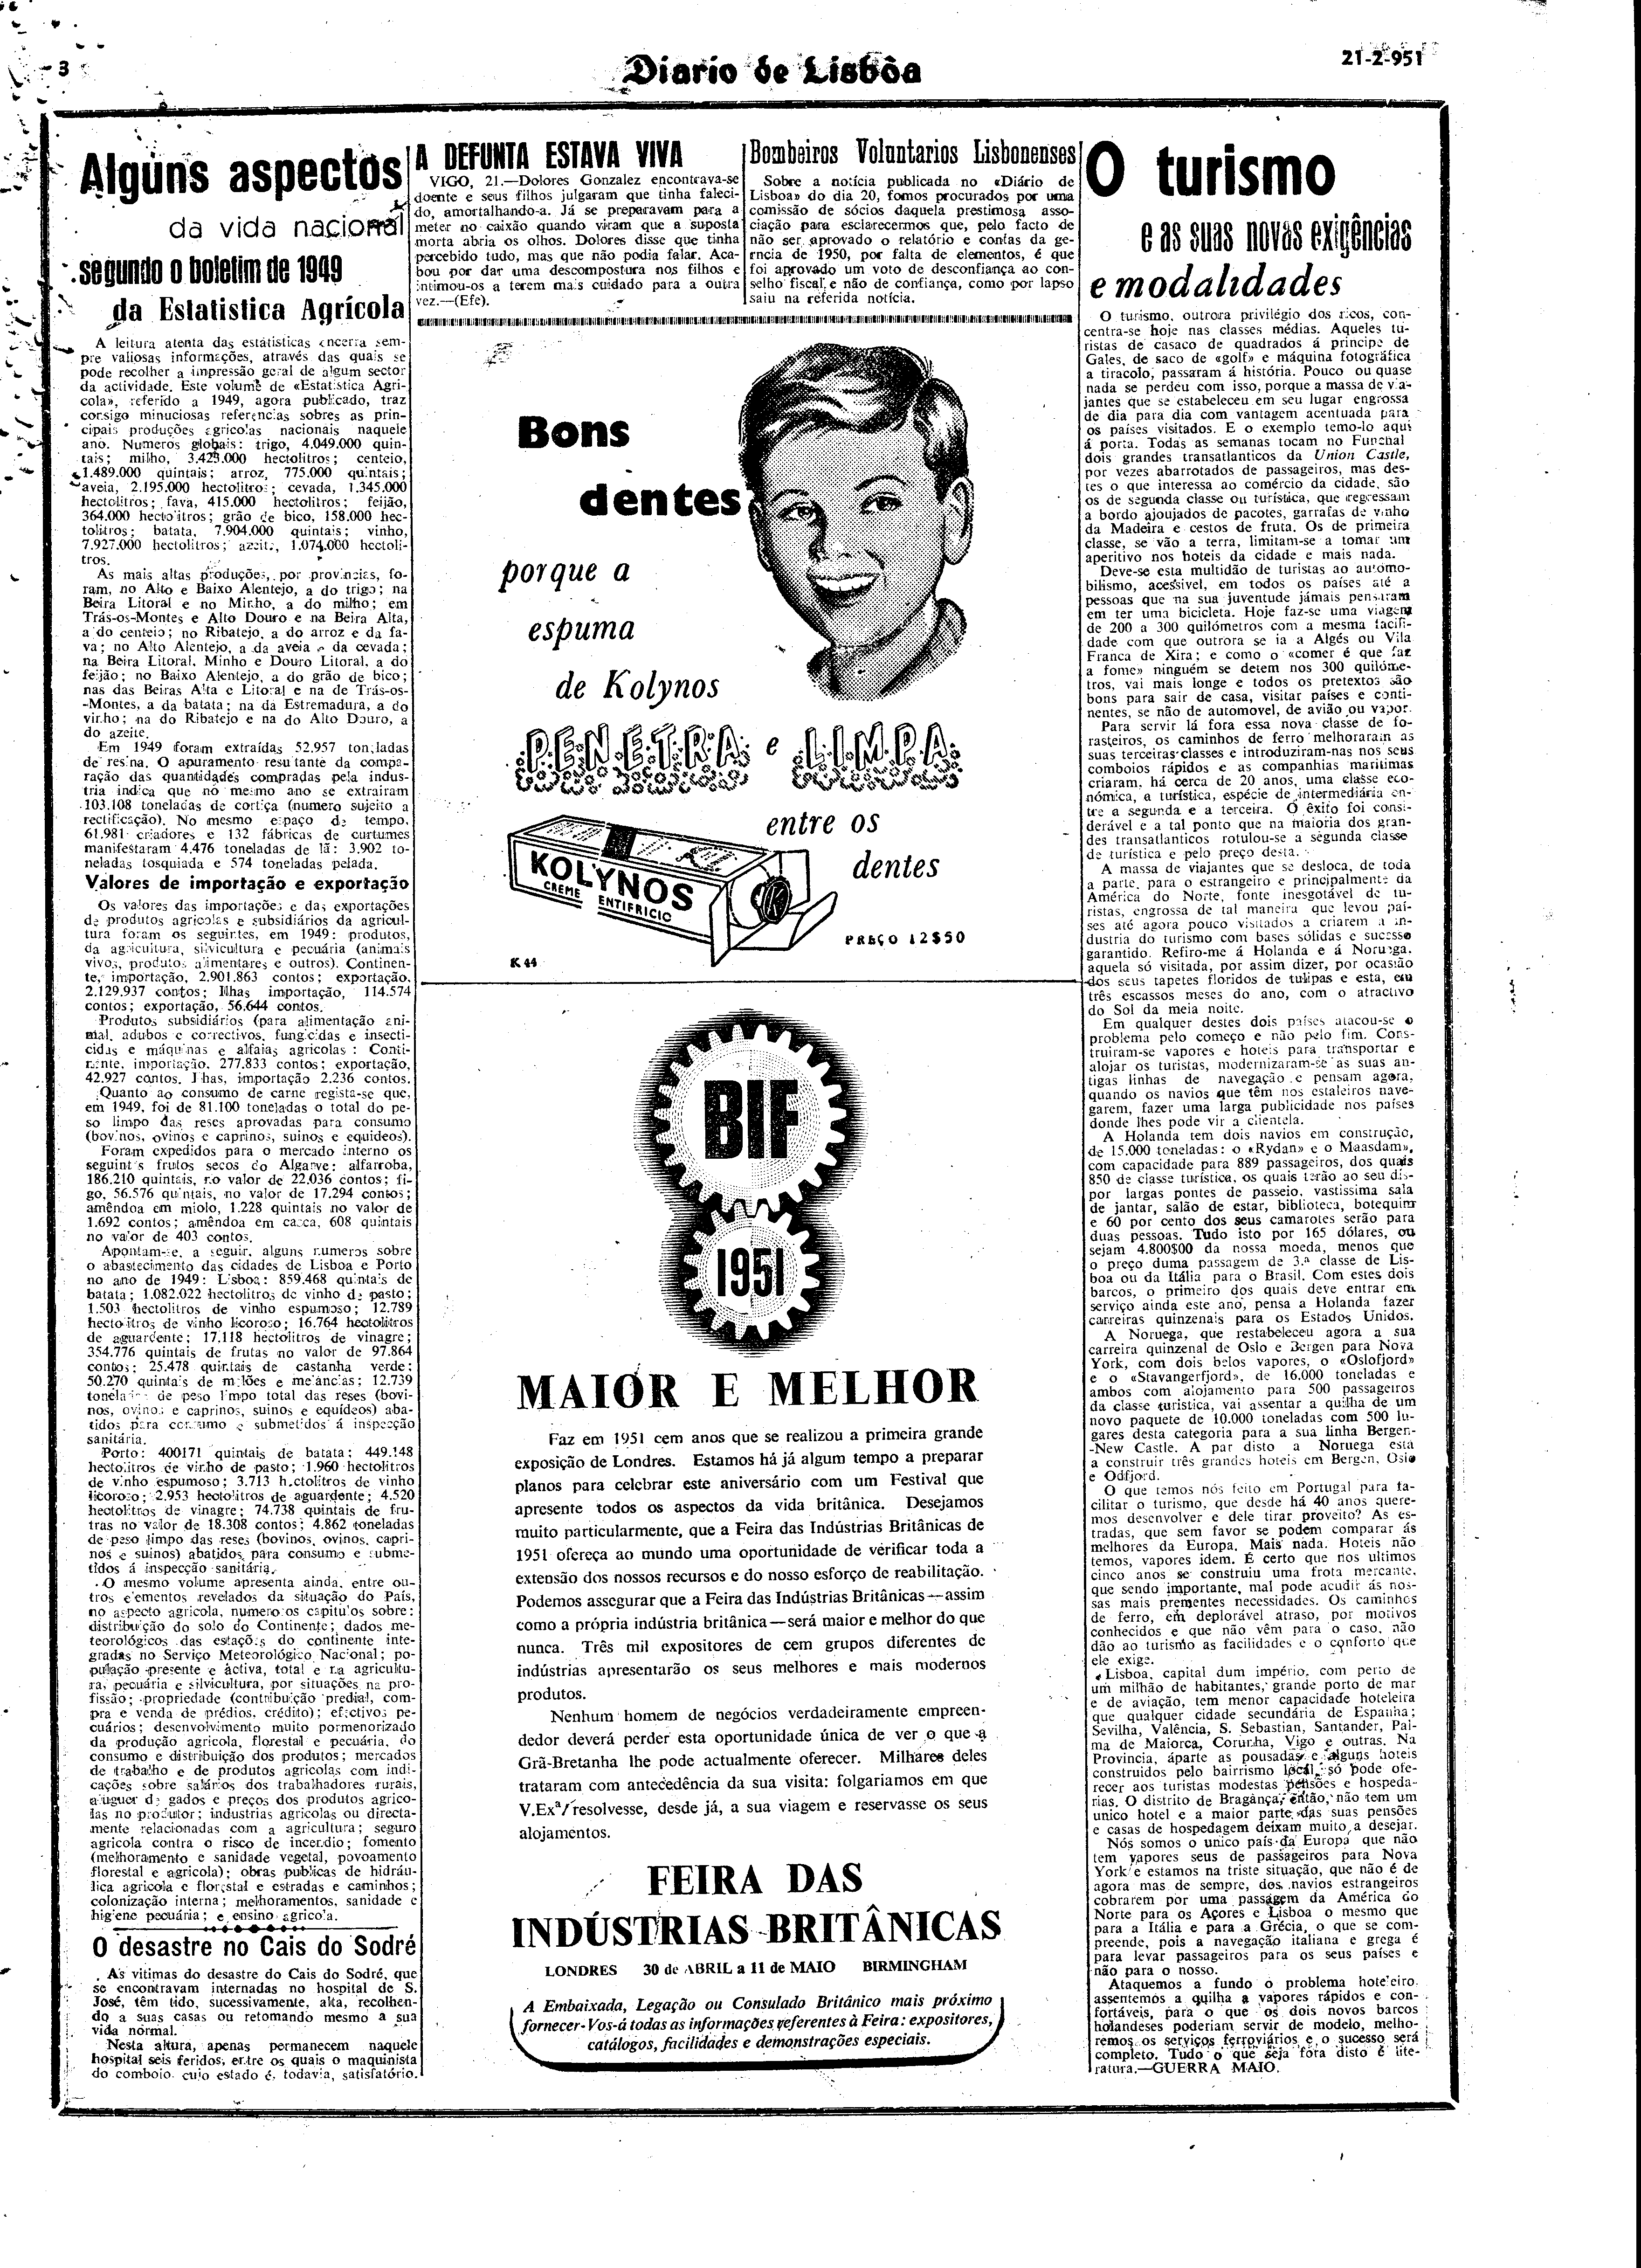 3
Diario de Lisbôa
21-2-951
Alguns aspectos
da vida nacional
segundo o boletim de 1949
da Estatistica Agrícola
A leitura atenta das estátisticas encerra sem-
pre valiosas informações, através das quais se
pode recolher a impressão geral de algum sector
da actividade. Este volume de «Estatistica Agri-
cola», referido a 1949, agora publicado, traz
consigo minuciosas referencias sobres as prin-
cipais produções agricolas nacionais naquele
ano. Numeros globais: trigo, 4.049.000 quin-
tais; milho, 3.429.000 hectolitros; centeio,
1.489.000 quintais; arroz, 775.000 quintais;
aveia, 2.195.000 hectolitros; cevada, 1.345.000
hectolitros; fava, 415.000 hectolitros; feijão,
364.000 hectolitros; grão de bico, 158.000 hec-
tolitros; batata, 7.904.000 quintais; vinho,
7.927.000 hectolitros; azeite, 1.074.000 hectoli-
tros.
As mais altas produções, por províncias, fo-
ram, no Alto e Baixo Alentejo, a do trigo; na
Beira Litoral e no Minho, a do milho; em
Trás-os-Montes e Alto Douro e na Beira Alta,
a do centeio; no Ribatejo, a do arroz e da fa-
va; no Alto Alentejo, a da aveia e da cevada;
na Beira Litoral, Minho e Douro Litoral, a do
feijão; no Baixo Alentejo, a do grão de bico;
nas das Beiras Alta e Litoral e na de Trás-os-
-Montes, a da batata; na da Estremadura, a do
vinho; na do Ribatejo e na do Alto Douro, a
do azeite.
Em 1949 foram extraídas 52.957 toneladas
de resina. O apuramento resultante da compa-
ração das quantidades compradas pela indus-
tria indica que no mesmo ano se extrairam
103.108 toneladas de cortiça (numero sujeito a
rectificação). No mesmo espaço de tempo,
61.981 criadores e 132 fábricas de curtumes
manifestaram 4.476 toneladas de lã: 3.902 to-
neladas tosquiada e 574 toneladas pelada.
Valores de importação e exportação
Os valores das importações e das exportações
de produtos agricolas e subsidiários da agricul-
tura foram os seguintes, em 1949: produtos,
da agricultura, silvicultura e pecuária (animais
vivos, produtos alimentares e outros). Continen-
te, importação, 2.901.863 contos; exportação,
2.129.937 contos; Ilhas importação, 114.574
contos; exportação, 56.644 contos.
Produtos subsidiários (para alimentação ani-
mal, adubos e correctivos, fungicidas e insecti-
cidas e máquinas e alfaias agricolas : Conti-
nente, importação, 277.833 contos; exportação,
42.927 contos. Ilhas, importação 2.236 contos.
Quanto ao consumo de carne regista-se que,
em 1949, foi de 81.100 toneladas o total do pe-
so limpo das reses aprovadas para consumo
(bovinos, ovinos e caprinos, suinos e equideos).
Foram expedidos para o mercado interno os
seguintes frutos secos do Algarve: alfarroba,
186.210 quintais, no valor de 22.036 contos; fi-
go, 56.576 quintais, no valor de 17.294 contos;
amêndoa em miolo, 1.228 quintais no valor de
1.692 contos; amêndoa em casca, 608 quintais
no valor de 403 contos.
Apontam-se, a seguir, alguns numeros sobre
o abastecimento das cidades de Lisboa e Porto
no ano de 1949: Lisboa: 859.468 quintais de
batata; 1.082.022 hectolitros de vinho de pasto;
1.503 hectolitros de vinho espumoso; 12.789
hectolitros de vinho licoroso; 16.764 hectolitros
de aguardente; 17.118 hectolitros de vinagre;
354.776 quintais de frutas no valor de 97.864
contos; 25.478 quintais de castanha verde;
50.270 quintais de milões e melancias; 12.739
toneladas de peso limpo total das reses (bovi-
nos, ovinos e caprinos, suinos e equídeos) aba-
tidos para consumo e submetidos á inspecção
sanitária.
Porto: 400171 quintais de batata; 449.148
hectolitros de vinho de pasto; 1.960 hectolitros
de vinho espumoso; 3.713 hectolitros de vinho
licoroso; 2.953 hectolitros de aguardente; 4.520
hectolitros de vinagre; 74.738 quintais de fru-
tras no valor de 18.308 contos; 4.862 toneladas
de peso limpo das reses (bovinos, ovinos, capri-
nos e suinos) abatidos para consumo e subme-
tidos á inspecção sanitária.
O mesmo volume apresenta ainda, entre ou-
tros elementos revelados da situação do País,
no aspecto agricola, numerosos capitulos sobre:
distribuição do solo do Continente; dados me-
teorológicos das estações do continente inte-
gradas no Serviço Meteorológico Nacional; po-
pulação presente e activa, total e na agricultu-
ra, pecuária e silvicultura, por situações na pro-
fissão; propriedade (contribuição predial, com-
pra e venda de prédios, crédito); efectivos pe-
cuários; desenvolvimento muito pormenorizado
da produção agricola, florestal e pecuária, do
consumo e distribuição dos produtos; mercados
de trabalho e de produtos agricolas com indi-
cações sobre salários dos trabalhadores rurais,
aluguer de gados e preços dos produtos agrico-
las no produtor; industrias agricolas ou directa-
mente relacionadas com a agricultura; seguro
agricola contra o risco de incendio; fomento
(melhoramento e sanidade vegetal, povoamento
florestal e agricola); obras publicas de hidráu-
lica agricola e florestal e estradas e caminhos;
colonização interna; melhoramentos, sanidade e
higiene pecuária; e ensino agricola.
O desastre no Cais do Sodré
As vitimas do desastre do Cais do Sodré, que
se encontravam internadas no hospital de S.
José, têm tido, sucessivamente, alta, recolhen-
do a suas casas ou retomando mesmo a sua
vida normal.
Nesta altura, apenas permanecem naquele
hospital seis feridos, entre os quais o maquinista
do comboio, cujo estado é, todavia, satisfatório.
A DEFUNTA ESTAVA VIVA
VIGO, 21.—Dolores Gonzalez encontrava-se
doente e seus filhos julgaram que tinha faleci-
do, amortalhando-a. Já se preparavam para a
meter no caixão quando viram que a suposta
morta abria os olhos. Dolores disse que tinha
percebido tudo, mas que não podia falar. Aca-
bou por dar uma descompostura nos filhos e
intimou-os a terem mais cuidado para a outra
vez.—(Efe).
Bombeiros Voluntarios Lisbonenses
Sobre a notícia publicada no «Diário de
Lisboa» do dia 20, fomos procurados por uma
comissão de sócios daquela prestimosa asso-
ciação para esclarecermos que, pelo facto de
não ser aprovado o relatório e contas da ge-
rncia de 1950, por falta de elementos, é que
foi aprovado um voto de desconfiança ao con-
selho fiscal e não de confiança, como por lapso
saiu na referida notícia.
Bons
dentes
porque a
espuma
de Kolynos
PENETRA e LIMPA
entre os
dentes
KOLYNOS
CREME ENTIFRICIO
K
PREÇO 12$50
K 44
BIF
1951
MAIOR E MELHOR
Faz em 1951 cem anos que se realizou a primeira grande
exposição de Londres. Estamos há já algum tempo a preparar
planos para celebrar este aniversário com um Festival que
apresente todos os aspectos da vida britânica. Desejamos
muito particularmente, que a Feira das Indústrias Britânicas de
1951 ofereça ao mundo uma oportunidade de verificar toda a
extensão dos nossos recursos e do nosso esforço de reabilitação.
Podemos assegurar que a Feira das Indústrias Britânicas—assim
como a própria indústria britânica—será maior e melhor do que
nunca. Três mil expositores de cem grupos diferentes de
indústrias apresentarão os seus melhores e mais modernos
produtos.
Nenhum homem de negócios verdadeiramente empreen-
dedor deverá perder esta oportunidade única de ver o que a
Grã-Bretanha lhe pode actualmente oferecer. Milhares deles
trataram com antecedência da sua visita: folgariamos em que
V.Exª/ resolvesse, desde já, a sua viagem e reservasse os seus
alojamentos.
FEIRA DAS
INDÚSTRIAS BRITÂNICAS
LONDRES 30 de ABRIL a 11 de MAIO BIRMINGHAM
A Embaixada, Legação ou Consulado Britânico mais próximo
fornecer-Vos-á todas as informações referentes à Feira: expositores,
catálogos, facilidades e demonstrações especiais.
O turismo
e as suas novas exigências
e modalidades
O turismo, outrora privilégio dos ricos, con-
centra-se hoje nas classes médias. Aqueles tu-
ristas de casaco de quadrados á principe de
Gales, de saco de «golf» e máquina fotográfica
a tiracolo, passaram á história. Pouco ou quase
nada se perdeu com isso, porque a massa de via-
jantes que se estabeleceu em seu lugar engrossa
de dia para dia com vantagem acentuada para
os países visitados. E o exemplo temo-lo aqui
á porta. Todas as semanas tocam no Funchal
dois grandes transatlanticos da Union Castle,
por vezes abarrotados de passageiros, mas des-
tes o que interessa ao comércio da cidade, são
os de segunda classe ou turística, que regressam
a bordo ajoujados de pacotes, garrafas de vinho
da Madeira e cestos de fruta. Os de primeira
classe, se vão a terra, limitam-se a tomar um
aperitivo nos hoteis da cidade e mais nada.
Deve-se esta multidão de turistas ao automo-
bilismo, acessivel, em todos os países até a
pessoas que na sua juventude jámais pensaram
em ter uma bicicleta. Hoje faz-se uma viagem
de 200 a 300 quilómetros com a mesma facili-
dade com que outrora se ia a Algés ou Vila
Franca de Xira; e como o «comer é que faz
a fome» ninguém se detem nos 300 quilóme-
tros, vai mais longe e todos os pretextos são
bons para sair de casa, visitar países e conti-
nentes, se não de automovel, de avião ou vapor.
Para servir lá fora essa nova classe de fo-
rasteiros, os caminhos de ferro melhoraram as
suas terceiras classes e introduziram-nas nos seus
comboios rápidos e as companhias maritimas
criaram, há cerca de 20 anos, uma classe eco-
nómica, a turística, espécie de intermediária en-
tre a segunda e a terceira. O êxito foi consi-
derável e a tal ponto que na maioria dos gran-
des transatlanticos rotulou-se a segunda classe
de turística e pelo preço desta.
A massa de viajantes que se desloca, de toda
a parte, para o estrangeiro e principalmente da
América do Norte, fonte inesgotável de tu-
ristas, engrossa de tal maneira que levou paí-
ses até agora pouco visitados a criarem a in-
dustria do turismo com bases sólidas e sucesso
garantido. Refiro-me á Holanda e á Noruega,
aquela só visitada, por assim dizer, por ocasião
dos seus tapetes floridos de tulipas e esta, em
três escassos meses do ano, com o atractivo
do Sol da meia noite.
Em qualquer destes dois países atacou-se o
problema pelo começo e não pelo fim. Cons-
truiram-se vapores e hoteis para transportar e
alojar os turistas, modernizaram-se as suas an-
tigas linhas de navegação e pensam agora,
quando os navios que têm nos estaleiros nave-
garem, fazer uma larga publicidade nos países
donde lhes pode vir a clientela.
A Holanda tem dois navios em construção,
de 15.000 toneladas: o «Rydan» e o Maasdam»,
com capacidade para 889 passageiros, dos quais
850 de classe turística, os quais terão ao seu dis-
por largas pontes de passeio, vastissima sala
de jantar, salão de estar, biblioteca, botequim
e 60 por cento dos seus camarotes serão para
duas pessoas. Tudo isto por 165 dólares, ou
sejam 4.800$00 da nossa moeda, menos que
o preço duma passagem de 3.ª classe de Lis-
boa ou da Itália para o Brasil. Com estes dois
barcos, o primeiro dos quais deve entrar em
serviço ainda este ano, pensa a Holanda fazer
carreiras quinzenais para os Estados Unidos.
A Noruega, que restabeleceu agora a sua
carreira quinzenal de Oslo e Bergen para Nova
York, com dois belos vapores, o «Oslofjord»
e o «Stavangerfjord», de 16.000 toneladas e
ambos com alojamento para 500 passageiros
da classe turistica, vai assentar a quilha de um
novo paquete de 10.000 toneladas com 500 lu-
gares desta categoria para a sua linha Bergen-
-New Castle. A par disto a Noruega está
a construir três grandes hoteis em Bergen, Oslo
e Odfjord.
O que temos nós feito em Portugal para fa-
cilitar o turismo, que desde há 40 anos quere-
mos desenvolver e dele tirar proveito? As es-
tradas, que sem favor se podem comparar ás
melhores da Europa. Mais nada. Hoteis não
temos, vapores idem. É certo que nos ultimos
cinco anos se construiu uma frota mercante,
que sendo importante, mal pode acudir ás nos-
sas mais prementes necessidades. Os caminhos
de ferro, em deplorável atraso, por motivos
conhecidos e que não vêm para o caso, não
dão ao turismo as facilidades e o conforto que
ele exige.
Lisboa, capital dum império, com perto de
um milhão de habitantes, grande porto de mar
e de aviação, tem menor capacidade hoteleira
que qualquer cidade secundária de Espanha;
Sevilha, Valência, S. Sebastian, Santander, Pal-
ma de Maiorca, Corunha, Vigo e outras. Na
Provincia, áparte as pousadas e alguns hoteis
construidos pelo bairrismo local, só pode ofe-
recer aos turistas modestas pensões e hospeda-
rias. O distrito de Bragança, então, não tem um
unico hotel e a maior parte das suas pensões
e casas de hospedagem deixam muito a desejar.
Nós somos o unico país da Europa que não
tem vapores seus de passageiros para Nova
York e estamos na triste situação, que não é de
agora mas de sempre, dos navios estrangeiros
cobrarem por uma passagem da América do
Norte para os Açores e Lisboa o mesmo que
para a Itália e para a Grécia, o que se com-
preende, pois a navegação italiana e grega é
para levar passageiros para os seus países e
não para o nosso.
Ataquemos a fundo o problema hoteleiro,
assentemos a quilha a vapores rápidos e con-
fortáveis, para o que os dois novos barcos
holandeses poderiam servir de modelo, melho-
remos os serviços ferroviários e o sucesso será
completo. Tudo o que seja fóra disto é lite-
ratura.—GUERRA MAIO.